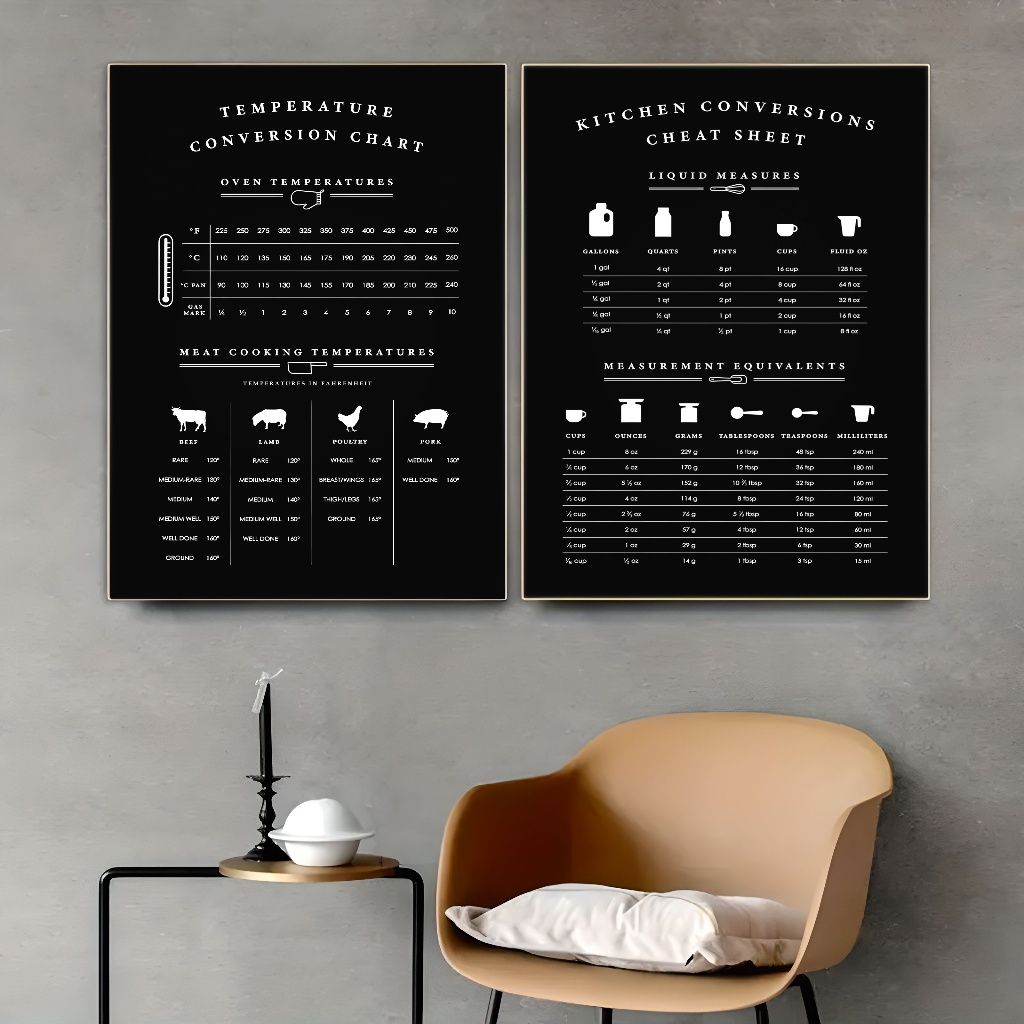 TEMPERATURE
CONVERSION CHART
OVEN TEMPERATURES
°F 225 250 275 300 325 350 375 400 425 450 475 500
°C 110 120 135 150 165 175 190 205 220 230 245 260
°C PAN 90 100 115 130 145 155 170 185 200 210 225 240
GAS MARK ¼ ½ 1 2 3 4 5 6 7 8 9 10
MEAT COOKING TEMPERATURES
TEMPERATURES IN FAHRENHEIT
BEEF LAMB POULTRY PORK
RARE 120° RARE 120° WHOLE 165° MEDIUM 150°
MEDIUM-RARE 130° MEDIUM-RARE 130° BREAST/WINGS 165° WELL DONE 160°
MEDIUM 140° MEDIUM 140° THIGH/LEGS 165°
MEDIUM WELL 150° MEDIUM WELL 150° GROUND 165°
WELL DONE 160° WELL DONE 160°
GROUND 160°
KITCHEN CONVERSIONS
CHEAT SHEET
LIQUID MEASURES
GALLONS QUARTS PINTS CUPS FLUID OZ
1 gal 4 qt 8 pt 16 cup 128 fl oz
½ gal 2 qt 4 pt 8 cup 64 fl oz
¼ gal 1 qt 2 pt 4 cup 32 fl oz
⅛ gal ½ qt 1 pt 2 cup 16 fl oz
gal ¼ qt ½ pt 1 cup 8 fl oz
MEASUREMENT EQUIVALENTS
CUPS OUNCES GRAMS TABLESPOONS TEASPOONS MILLILITERS
1 cup 8 oz 229 g 16 tbsp 48 tsp 240 ml
¾ cup 6 oz 170 g 12 tbsp 36 tsp 180 ml
⅔ cup 5 ⅓ oz 152 g 10 ⅔ tbsp 32 tsp 160 ml
½ cup 4 oz 114 g 8 tbsp 24 tsp 120 ml
⅓ cup 2 ⅔ oz 76 g 5 ⅓ tbsp 16 tsp 80 ml
¼ cup 2 oz 57 g 4 tbsp 12 tsp 60 ml
⅛ cup 1 oz 29 g 2 tbsp 6 tsp 30 ml
cup ½ oz 14 g 1 tbsp 3 tsp 15 ml